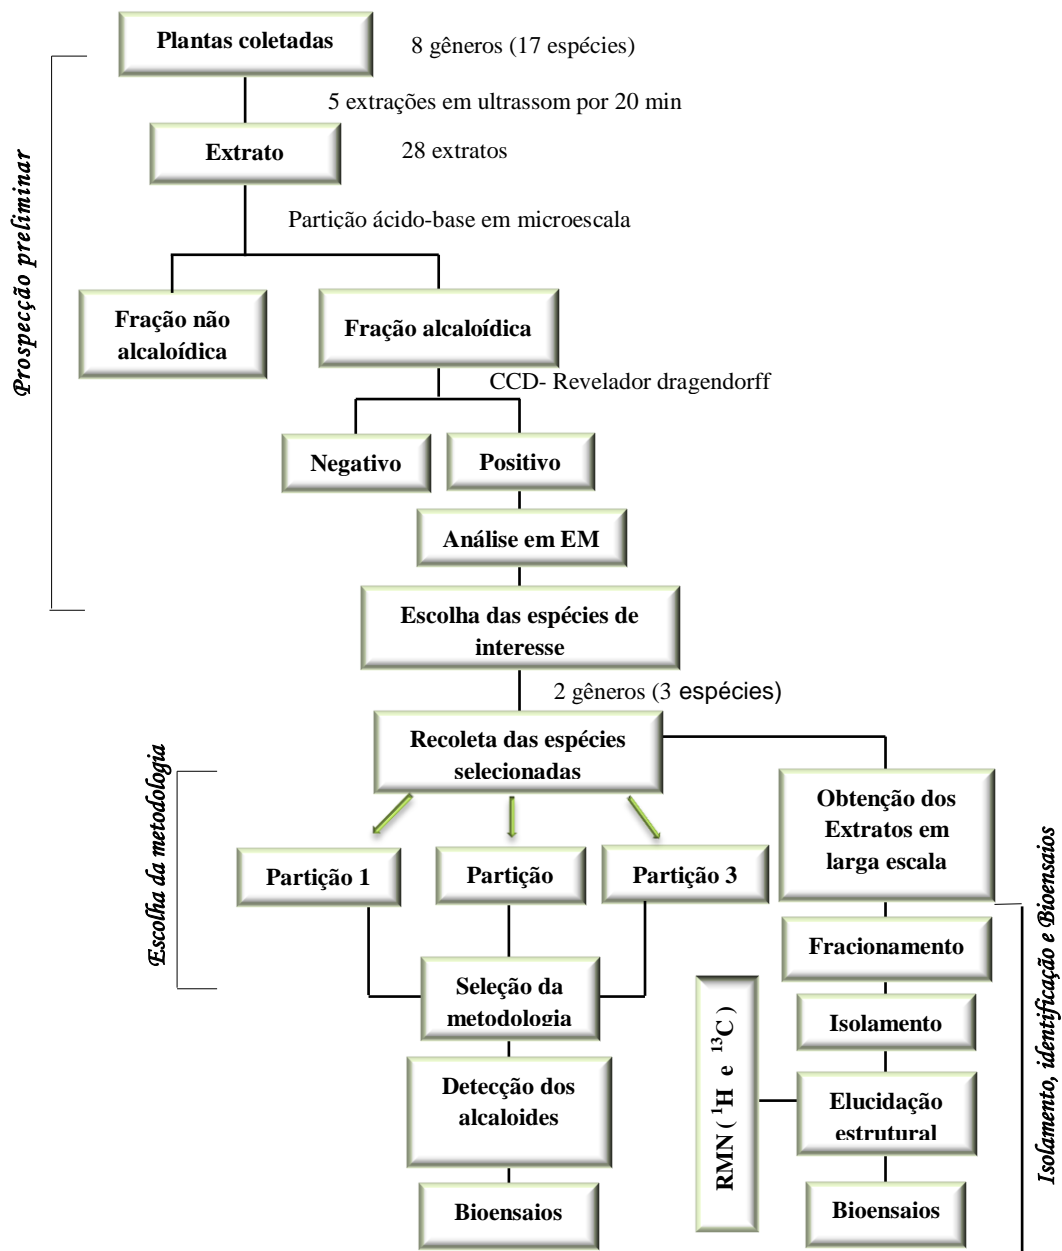 Plantas coletadas
8 gêneros (17 espécies)
5 extrações em ultrassom por 20 min
Extrato
28 extratos
Prospecção preliminar
Partição ácido-base em microescala
Fração não
alcaloídica
Fração alcaloídica
CCD- Revelador dragendorff
Negativo
Positivo
Análise em EM
Escolha das espécies de
interesse
2 gêneros (3 espécies)
Recoleta das espécies
selecionadas
Escolha da metodologia
Partição 1
Partição
Partição 3
Seleção da
metodologia
Detecção dos
alcaloides
Bioensaios
Obtenção dos
Extratos em
larga escala
Fracionamento
Isolamento
Elucidação
estrutural
RMN ( ¹H e ¹³C )
Bioensaios
Isolamento, identificação e Bioensaios